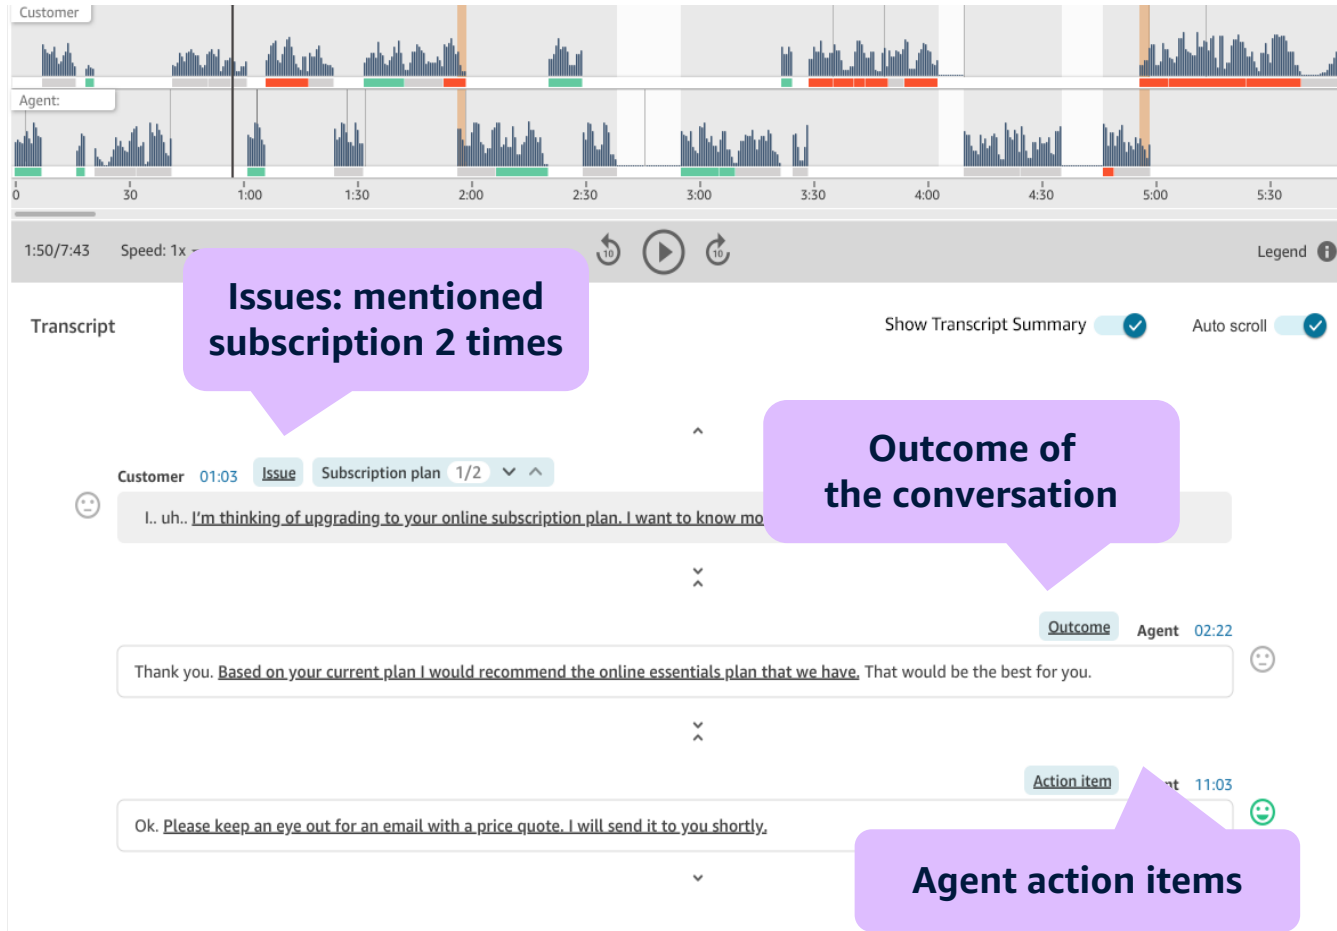 Customer
Agent:
0 30 1:00 1:30 2:00 2:30 3:00 3:30 4:00 4:30 5:00 5:30
1:50/7:43 Speed: 1x 10 10 Legend i
Issues: mentioned
subscription 2 times
Transcript Show Transcript Summary Auto scroll
Outcome of
the conversation
Customer 01:03 Issue Subscription plan 1/2
I.. uh.. I'm thinking of upgrading to your online subscription plan. I want to know
Outcome Agent 02:22
Thank you. Based on your current plan I would recommend the online essentials plan that we have. That would be the best for you.
Action item 11:03
Ok. Please keep an eye out for an email with a price quote. I will send it to you shortly.
Agent action items